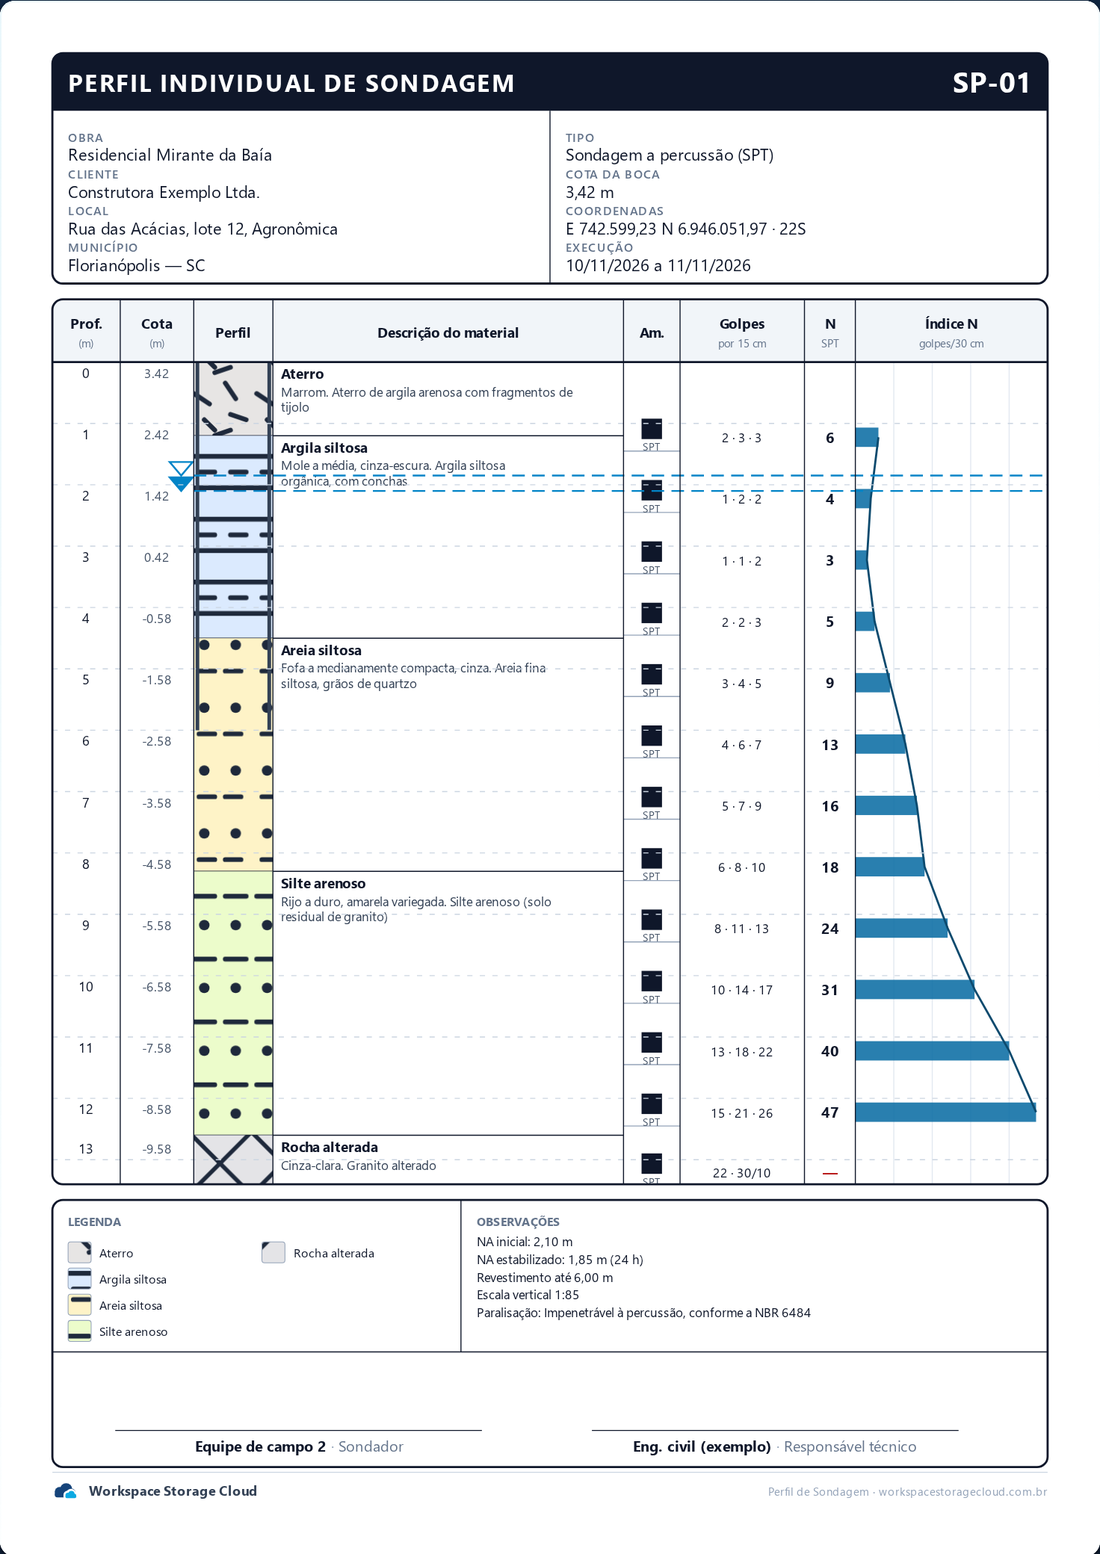 PERFIL INDIVIDUAL DE SONDAGEM SP-01
OBRA
Residencial Mirante da Baía
CLIENTE
Construtora Exemplo Ltda.
LOCAL
Rua das Acácias, lote 12, Agronômica
MUNICÍPIO
Florianópolis — SC
TIPO
Sondagem a percussão (SPT)
COTA DA BOCA
3,42 m
COORDENADAS
E 742.599,23 N 6.946.051,97 · 22S
EXECUÇÃO
10/11/2026 a 11/11/2026
Prof. Cota Perfil Descrição do material Am. Golpes N Índice N
(m) (m) por 15 cm SPT golpes/30 cm
0 3.42 Aterro
Marrom. Aterro de argila arenosa com fragmentos de
tijolo
1 2.42 SPT 2 · 3 · 3 6
Argila siltosa
Mole a média, cinza-escura. Argila siltosa
orgânica, com conchas
2 1.42 SPT 1 · 2 · 2 4
3 0.42 SPT 1 · 1 · 2 3
4 -0.58 SPT 2 · 2 · 3 5
Areia siltosa
Fofa a medianamente compacta, cinza. Areia fina
siltosa, grãos de quartzo
5 -1.58 SPT 3 · 4 · 5 9
6 -2.58 SPT 4 · 6 · 7 13
7 -3.58 SPT 5 · 7 · 9 16
8 -4.58 SPT 6 · 8 · 10 18
Silte arenoso
Rijo a duro, amarela variegada. Silte arenoso (solo
residual de granito)
9 -5.58 SPT 8 · 11 · 13 24
10 -6.58 SPT 10 · 14 · 17 31
11 -7.58 SPT 13 · 18 · 22 40
12 -8.58 SPT 15 · 21 · 26 47
13 -9.58 Rocha alterada
Cinza-clara. Granito alterado
SPT 22 · 30/10 —
LEGENDA
Aterro
Argila siltosa
Areia siltosa
Silte arenoso
Rocha alterada
OBSERVAÇÕES
NA inicial: 2,10 m
NA estabilizado: 1,85 m (24 h)
Revestimento até 6,00 m
Escala vertical 1:85
Paralisação: Impenetrável à percussão, conforme a NBR 6484
Equipe de campo 2 · Sondador
Eng. civil (exemplo) · Responsável técnico
Workspace Storage Cloud
Perfil de Sondagem · workspacestoragecloud.com.br